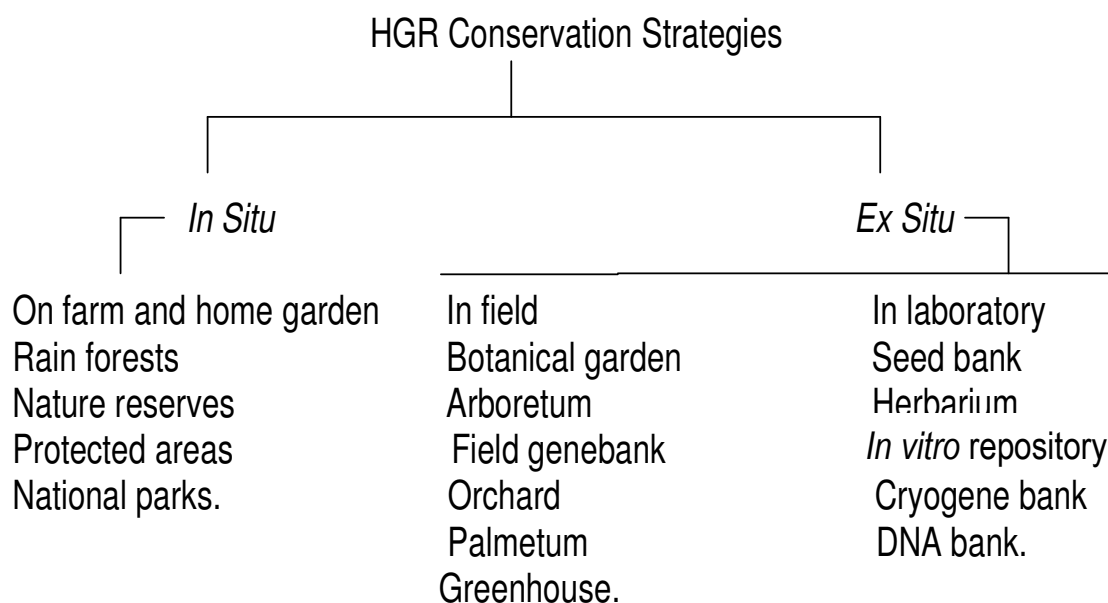 HGR Conservation Strategies
In Situ
Ex Situ
On farm and home garden
Rain forests
Nature reserves
Protected areas
National parks.
In field
Botanical garden
Arboretum
Field genebank
Orchard
Palmetum
Greenhouse.
In laboratory
Seed bank
Herbarium
In vitro repository
Cryogene bank
DNA bank.